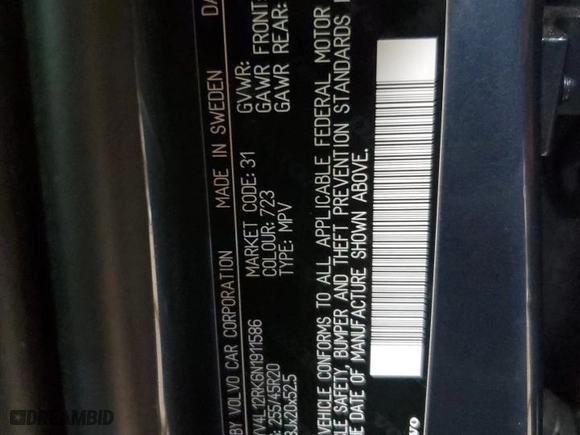 BY VOLVO CAR CORPORATION MADE IN SWEDEN
GVWR:
GAWR FRONT:
GAWR REAR:
YV4L12RK6N1911586
MARKET CODE: 31
COLOUR: 723
TYPE: MPV
255/45R20
8Jx20x52.5
VEHICLE CONFORMS TO ALL APPLICABLE FEDERAL MOTOR
SAFETY, BUMPER AND THEFT PREVENTION STANDARDS
DATE OF MANUFACTURE SHOWN ABOVE.
DREAMBID